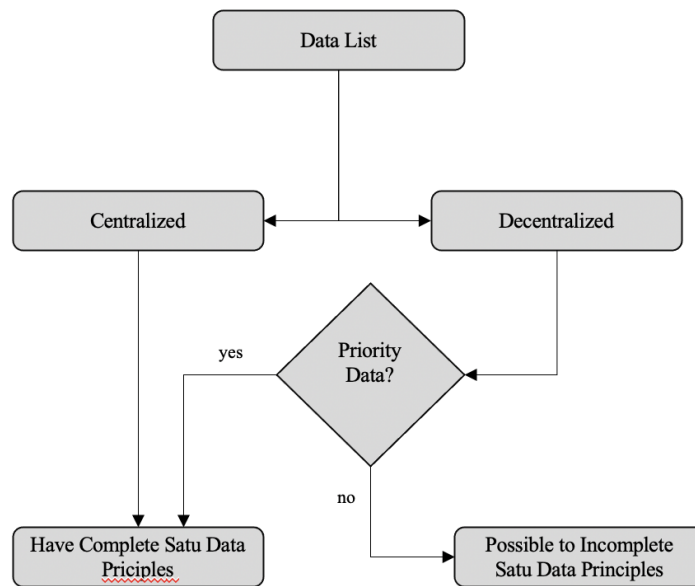 Data List
Centralized
Decentralized
Priority
Data?
yes
no
Have Complete Satu Data
Priciples
Possible to Incomplete
Satu Data Principles